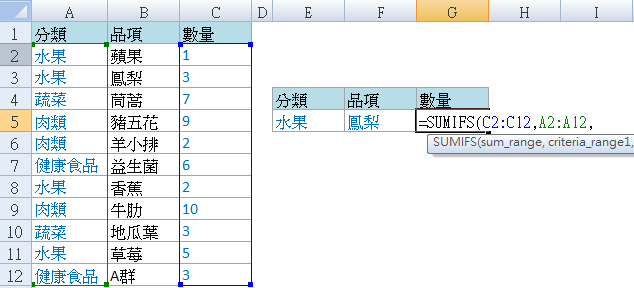 A B C D E F G H I
1 分類 品項 數量
2 水果 蘋果 1
3 水果 鳳梨 3
4 蔬菜 茼蒿 7 分類 品項 數量
5 肉類 豬五花 9 水果 鳳梨 =SUMIFS(C2:C12,A2:A12,
6 肉類 羊小排 2 SUMIFS(sum_range, criteria_range1,
7 健康食品 益生菌 6
8 水果 香蕉 2
9 肉類 牛肋 10
10 蔬菜 地瓜葉 3
11 水果 草莓 5
12 健康食品 A群 3